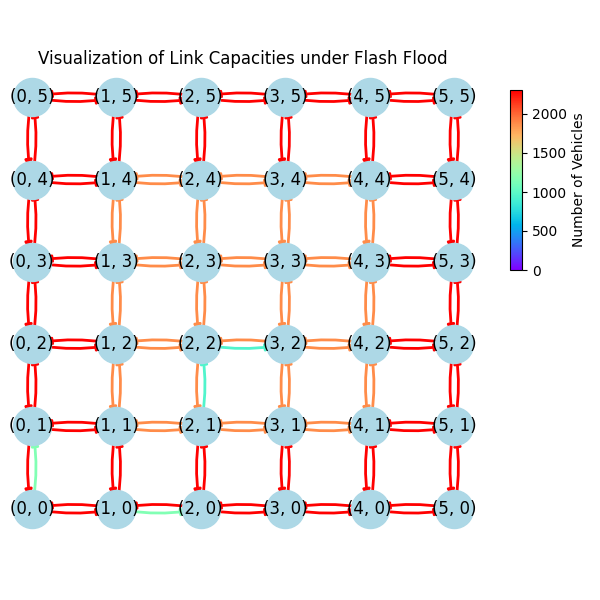 Visualization of Link Capacities under Flash Flood
(0, 5) (1, 5) (2, 5) (3, 5) (4, 5) (5, 5)
(0, 4) (1, 4) (2, 4) (3, 4) (4, 4) (5, 4)
(0, 3) (1, 3) (2, 3) (3, 3) (4, 3) (5, 3)
(0, 2) (1, 2) (2, 2) (3, 2) (4, 2) (5, 2)
(0, 1) (1, 1) (2, 1) (3, 1) (4, 1) (5, 1)
(0, 0) (1, 0) (2, 0) (3, 0) (4, 0) (5, 0)
2000
1500
1000
500
0
Number of Vehicles